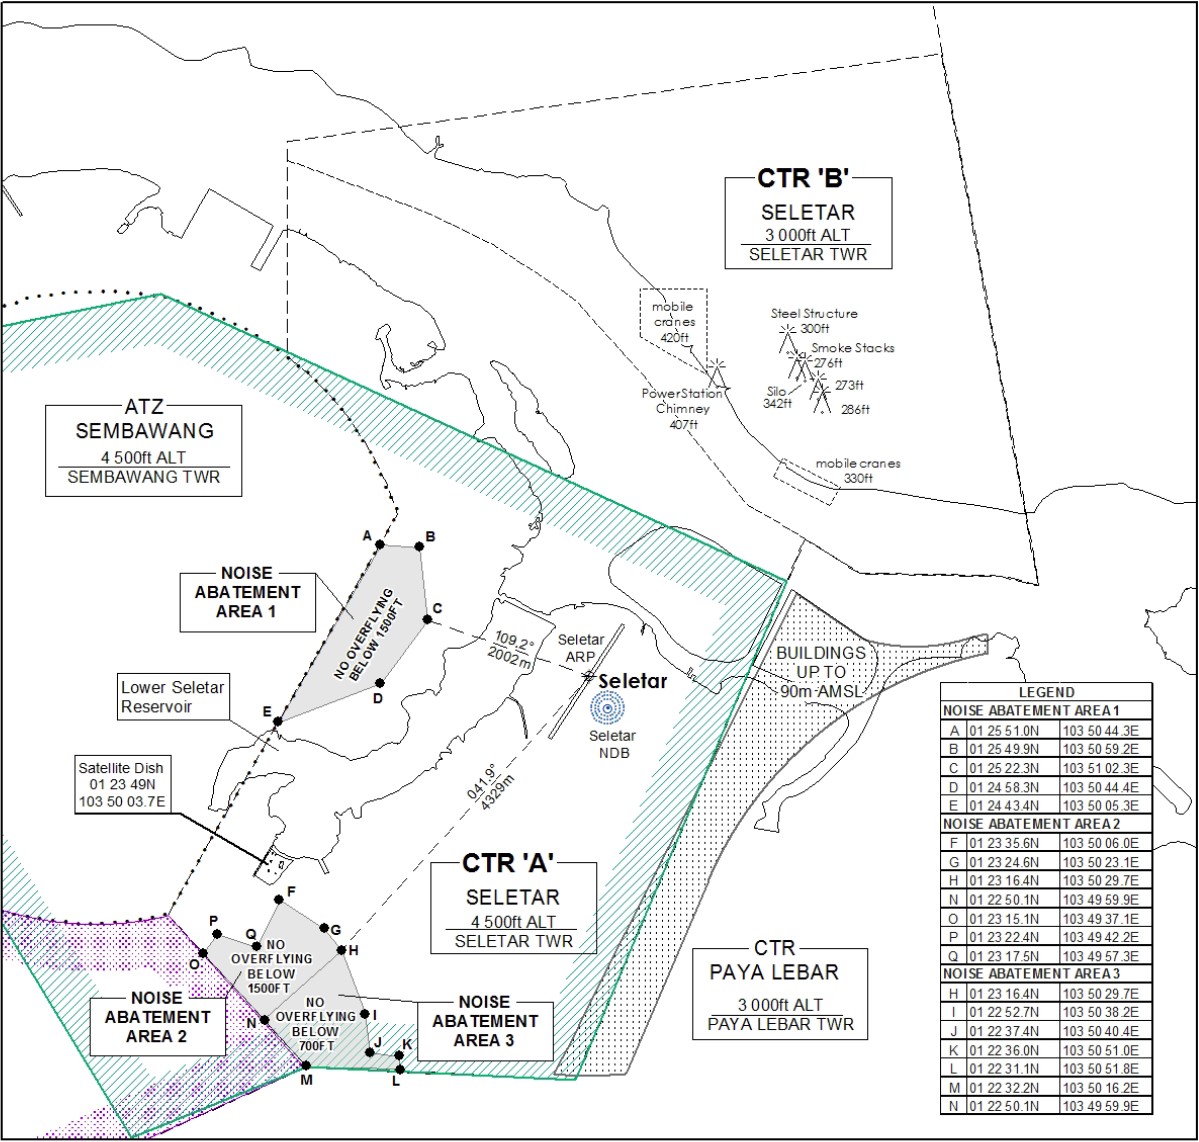 CTR 'B'
SELETAR
3 000ft ALT
SELETAR TWR
mobile
cranes
420ft
Steel Structure
300ft
Smoke Stacks
276ft
273ft
Silo
342ft
286ft
PowerStation
Chimney
407ft
mobile cranes
330ft
ATZ
SEMBAWANG
4 500ft ALT
SEMBAWANG TWR
A
B
C
D
E
NOISE
ABATEMENT
AREA 1
NO OVERFLYING
BELOW 1500FT
109.2°
2002m
Seletar
ARP
Seletar
Seletar
NDB
BUILDINGS
UP TO
90m AMSL
Lower Seletar
Reservoir
Satellite Dish
01 23 49N
103 50 03.7E
041.9°
4329m
CTR 'A'
SELETAR
4 500ft ALT
SELETAR TWR
F
G
H
P
Q
O
NO
OVERFLYING
BELOW
1500FT
NOISE
ABATEMENT
AREA 2
N
NO
OVERFLYING
BELOW
700FT
I
J
K
L
M
NOISE
ABATEMENT
AREA 3
CTR
PAYA LEBAR
3 000ft ALT
PAYA LEBAR TWR
LEGEND
NOISE ABATEMENT AREA 1
A 01 25 51.0N 103 50 44.3E
B 01 25 49.9N 103 50 59.2E
C 01 25 22.3N 103 51 02.3E
D 01 24 58.3N 103 50 44.4E
E 01 24 43.4N 103 50 05.3E
NOISE ABATEMENT AREA 2
F 01 23 35.6N 103 50 06.0E
G 01 23 24.6N 103 50 23.1E
H 01 23 16.4N 103 50 29.7E
N 01 22 50.1N 103 49 59.9E
O 01 23 15.1N 103 49 37.1E
P 01 23 22.4N 103 49 42.2E
Q 01 23 17.5N 103 49 57.3E
NOISE ABATEMENT AREA 3
H 01 23 16.4N 103 50 29.7E
I 01 22 52.7N 103 50 38.2E
J 01 22 37.4N 103 50 40.4E
K 01 22 36.0N 103 50 51.0E
L 01 22 31.1N 103 50 51.8E
M 01 22 32.2N 103 50 16.2E
N 01 22 50.1N 103 49 59.9E